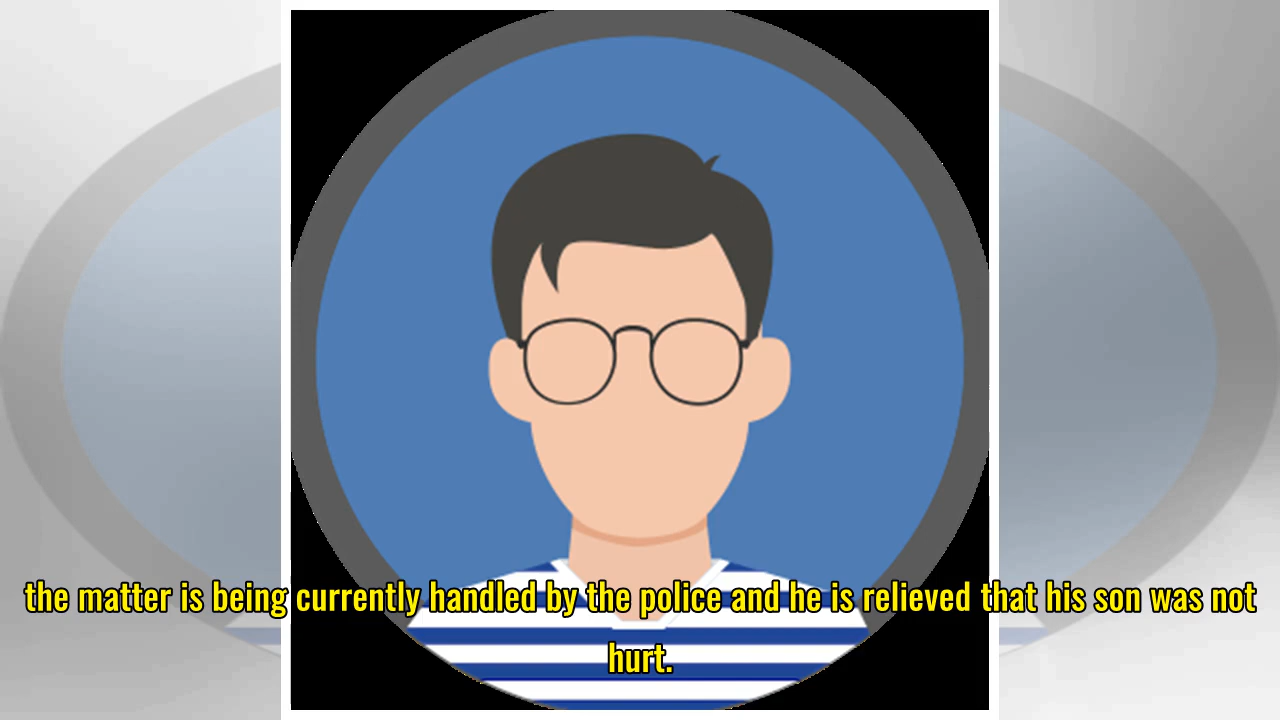 the matter is being currently handled by the police and he is relieved that his son was not
hurt.